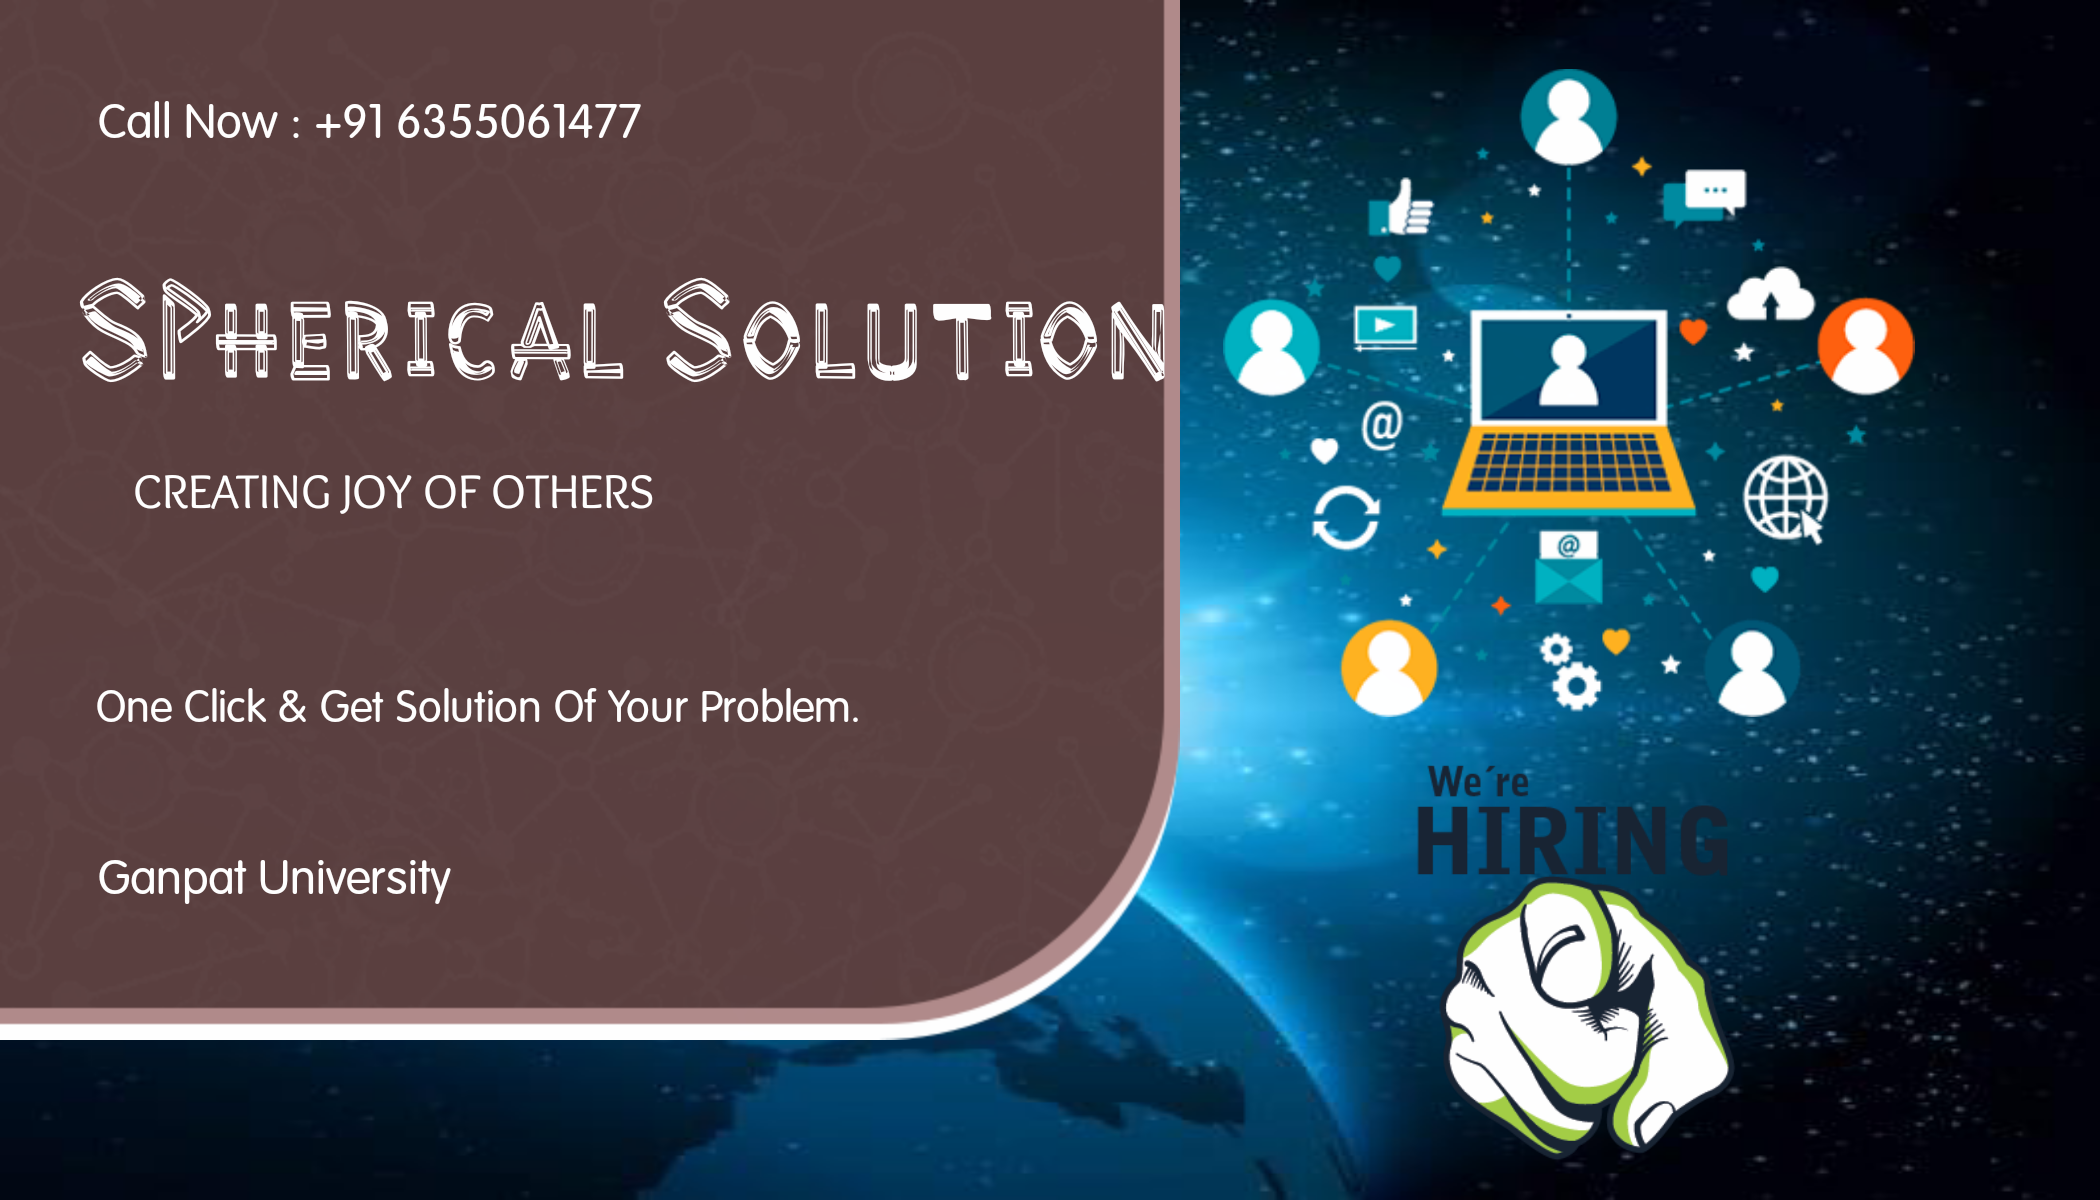 Call Now : +91 6355061477
SPHERICAL SOLUTION
CREATING JOY OF OTHERS
One Click & Get Solution Of Your Problem.
Ganpat University
@
@
We´re
HIRING